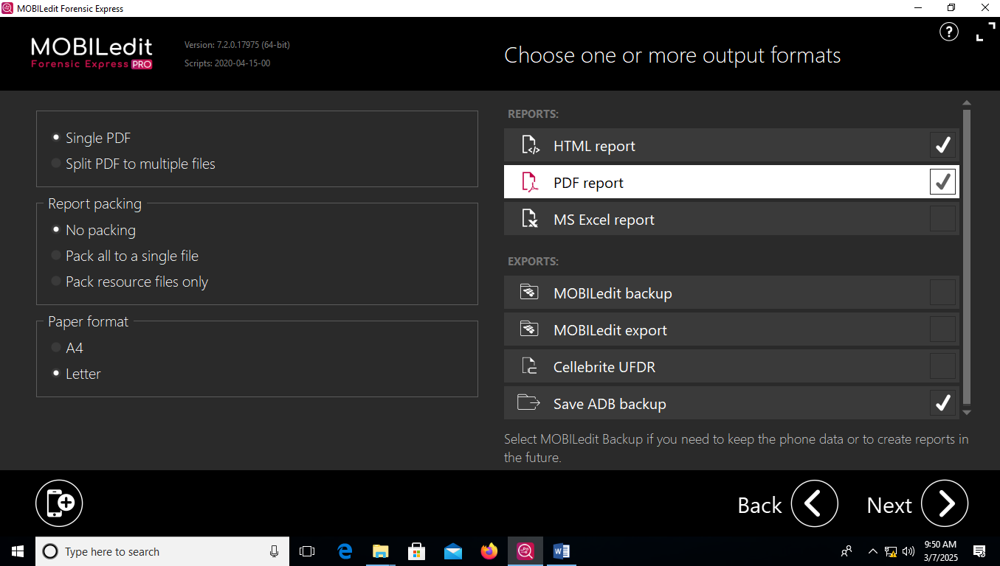 MOBILedit Forensic Express
MOBILedit
Forensic Express PRO
Version: 7.2.0.17975 (64-bit)
Scripts: 2020-04-15-00
?
Choose one or more output formats
Single PDF
Split PDF to multiple files
Report packing
No packing
Pack all to a single file
Pack resource files only
Paper format
A4
Letter
REPORTS:
HTML report
PDF report
MS Excel report
EXPORTS:
MOBILedit backup
MOBILedit export
Cellebrite UFDR
Save ADB backup
Select MOBILedit Backup if you need to keep the phone data or to create reports in
the future.
Back
Next
Type here to search
9:50 AM
3/7/2025